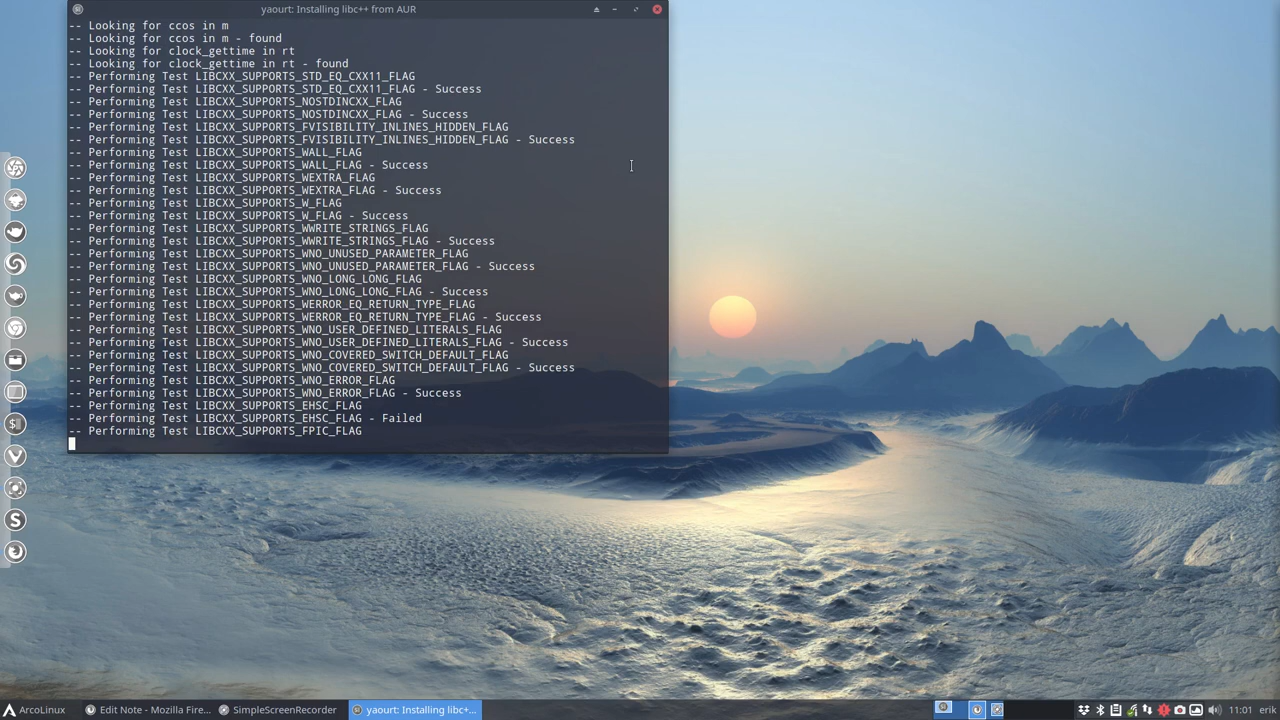 yaourt: Installing libc++ from AUR
-- Looking for ccos in m
-- Looking for ccos in m - found
-- Looking for clock_gettime in rt
-- Looking for clock_gettime in rt - found
-- Performing Test LIBCXX_SUPPORTS_STD_EQ_CXX11_FLAG
-- Performing Test LIBCXX_SUPPORTS_STD_EQ_CXX11_FLAG - Success
-- Performing Test LIBCXX_SUPPORTS_NOSTDINCXX_FLAG
-- Performing Test LIBCXX_SUPPORTS_NOSTDINCXX_FLAG - Success
-- Performing Test LIBCXX_SUPPORTS_FVISIBILITY_INLINES_HIDDEN_FLAG
-- Performing Test LIBCXX_SUPPORTS_FVISIBILITY_INLINES_HIDDEN_FLAG - Success
-- Performing Test LIBCXX_SUPPORTS_WALL_FLAG
-- Performing Test LIBCXX_SUPPORTS_WALL_FLAG - Success
-- Performing Test LIBCXX_SUPPORTS_WEXTRA_FLAG
-- Performing Test LIBCXX_SUPPORTS_WEXTRA_FLAG - Success
-- Performing Test LIBCXX_SUPPORTS_W_FLAG
-- Performing Test LIBCXX_SUPPORTS_W_FLAG - Success
-- Performing Test LIBCXX_SUPPORTS_WWRITE_STRINGS_FLAG
-- Performing Test LIBCXX_SUPPORTS_WWRITE_STRINGS_FLAG - Success
-- Performing Test LIBCXX_SUPPORTS_WNO_UNUSED_PARAMETER_FLAG
-- Performing Test LIBCXX_SUPPORTS_WNO_UNUSED_PARAMETER_FLAG - Success
-- Performing Test LIBCXX_SUPPORTS_WNO_LONG_LONG_FLAG
-- Performing Test LIBCXX_SUPPORTS_WNO_LONG_LONG_FLAG - Success
-- Performing Test LIBCXX_SUPPORTS_WERROR_EQ_RETURN_TYPE_FLAG
-- Performing Test LIBCXX_SUPPORTS_WERROR_EQ_RETURN_TYPE_FLAG - Success
-- Performing Test LIBCXX_SUPPORTS_WNO_USER_DEFINED_LITERALS_FLAG
-- Performing Test LIBCXX_SUPPORTS_WNO_USER_DEFINED_LITERALS_FLAG - Success
-- Performing Test LIBCXX_SUPPORTS_WNO_COVERED_SWITCH_DEFAULT_FLAG
-- Performing Test LIBCXX_SUPPORTS_WNO_COVERED_SWITCH_DEFAULT_FLAG - Success
-- Performing Test LIBCXX_SUPPORTS_WNO_ERROR_FLAG
-- Performing Test LIBCXX_SUPPORTS_WNO_ERROR_FLAG - Success
-- Performing Test LIBCXX_SUPPORTS_EHSC_FLAG
-- Performing Test LIBCXX_SUPPORTS_EHSC_FLAG - Failed
-- Performing Test LIBCXX_SUPPORTS_FPIC_FLAG
ArcoLinux Edit Note - Mozilla Fire... SimpleScreenRecorder yaourt: Installing libc+... 11:01 erik